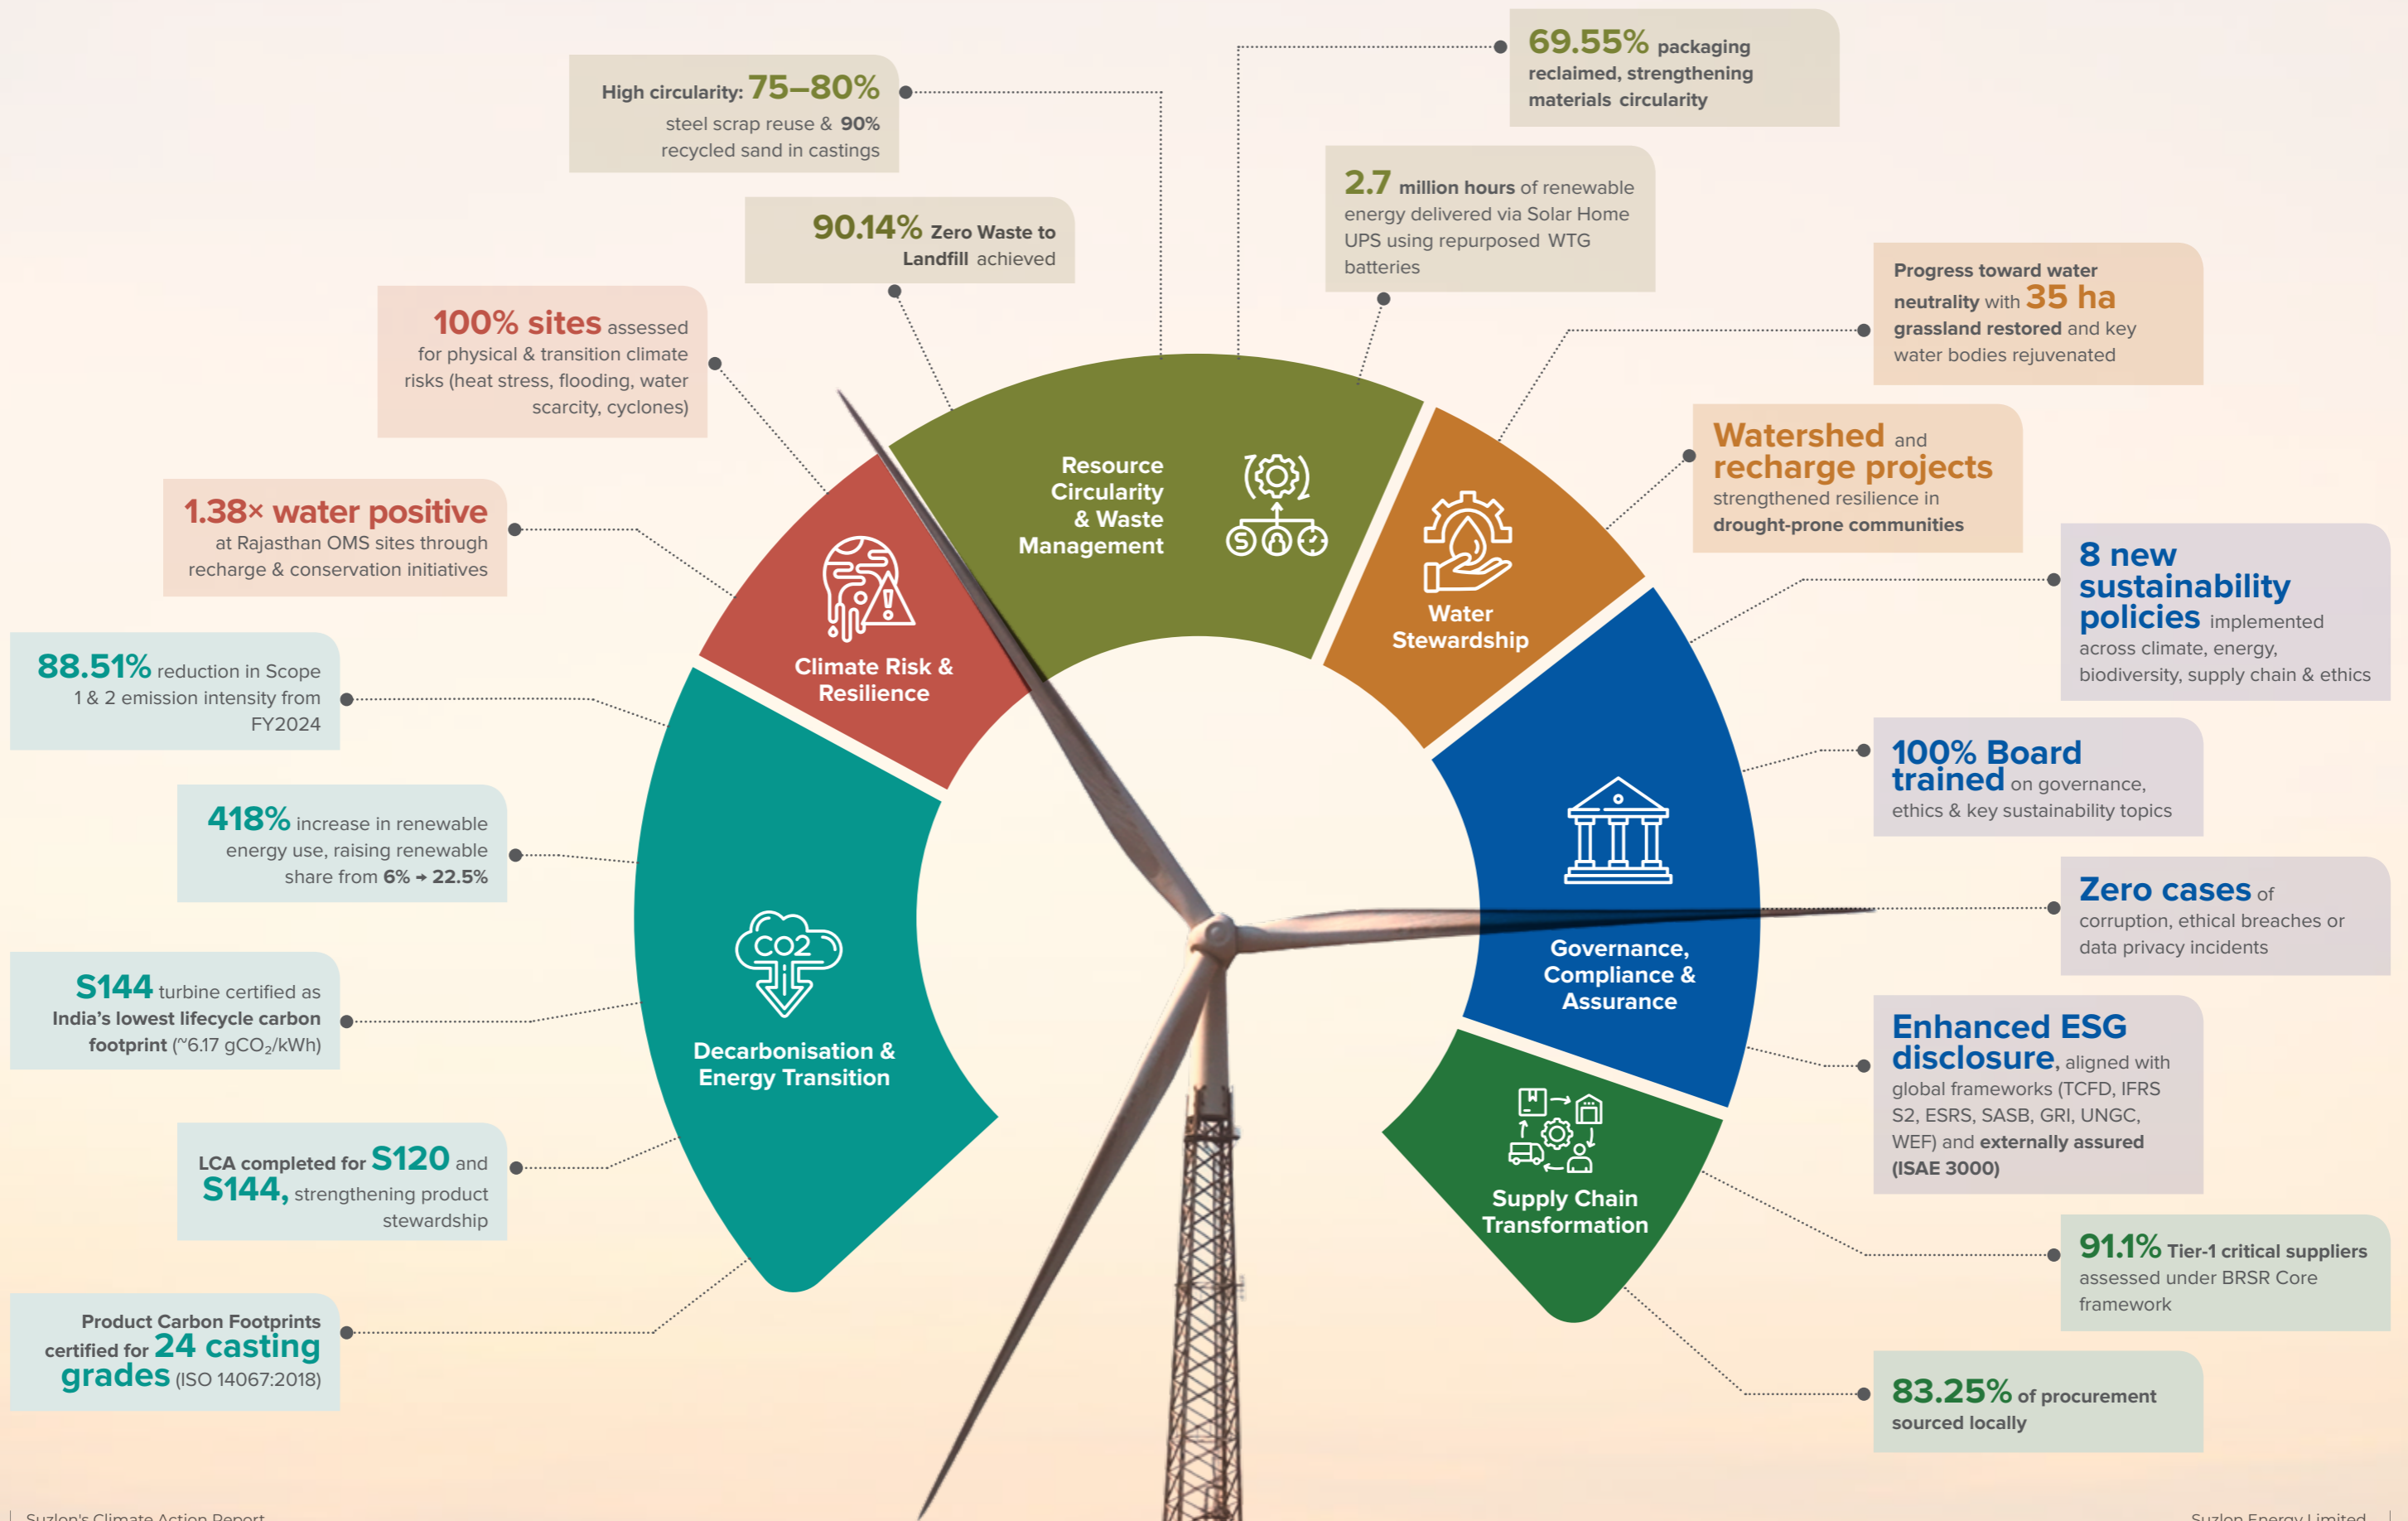 69.55% packaging
reclaimed, strengthening
materials circularity
High circularity: 75–80%
steel scrap reuse & 90%
recycled sand in castings
2.7 million hours of renewable
energy delivered via Solar Home
UPS using repurposed WTG
batteries
90.14% Zero Waste to
Landfill achieved
Progress toward water
neutrality with 35 ha
grassland restored and key
water bodies rejuvenated
100% sites assessed
for physical & transition climate
risks (heat stress, flooding, water
scarcity, cyclones)
Watershed and
recharge projects
strengthened resilience in
drought-prone communities
1.38× water positive
at Rajasthan OMS sites through
recharge & conservation initiatives
8 new
sustainability
policies implemented
across climate, energy,
biodiversity, supply chain & ethics
88.51% reduction in Scope
1 & 2 emission intensity from
FY2024
100% Board
trained on governance,
ethics & key sustainability topics
418% increase in renewable
energy use, raising renewable
share from 6% → 22.5%
Zero cases of
corruption, ethical breaches or
data privacy incidents
S144 turbine certified as
India's lowest lifecycle carbon
footprint (~6.17 gCO₂/kWh)
Enhanced ESG
disclosure, aligned with
global frameworks (TCFD, IFRS
S2, ESRS, SASB, GRI, UNGC,
WEF) and externally assured
(ISAE 3000)
LCA completed for S120 and
S144, strengthening product
stewardship
91.1% Tier-1 critical suppliers
assessed under BRSR Core
framework
Product Carbon Footprints
certified for 24 casting
grades (ISO 14067:2018)
83.25% of procurement
sourced locally
Resource
Circularity
& Waste
Management
S
Water
Stewardship
Climate Risk &
Resilience
Governance,
Compliance &
Assurance
CO2
Decarbonisation &
Energy Transition
Supply Chain
Transformation
Suzlon's Climate Action Report
Suzlon Energy Limited